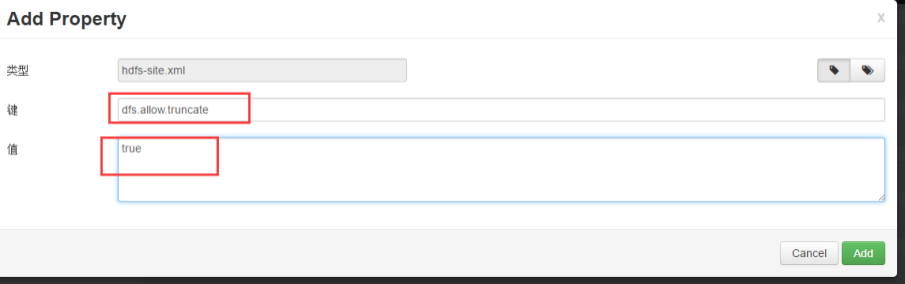 Add Property
x
类型
hdfs-site.xml
键
dfs.allow.truncate
值
true
Cancel
Add